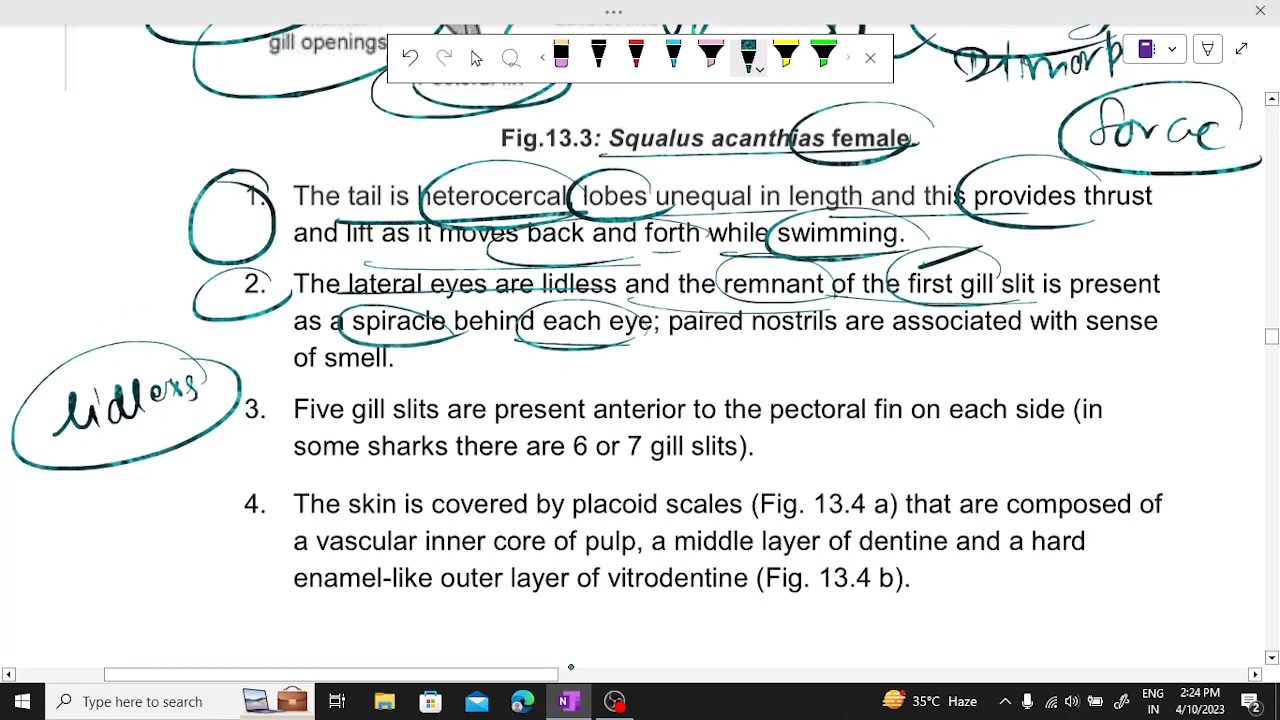 gill openings
Dimorp
force
Fig.13.3: Squalus acanthias female
1. The tail is heterocercal, lobes unequal in length and this provides thrust
and lift as it moves back and forth while swimming.
2. The lateral eyes are lidless and the remnant of the first gill slit is present
as a spiracle behind each eye; paired nostrils are associated with sense
of smell.
lidless
3. Five gill slits are present anterior to the pectoral fin on each side (in
some sharks there are 6 or 7 gill slits).
4. The skin is covered by placoid scales (Fig. 13.4 a) that are composed of
a vascular inner core of pulp, a middle layer of dentine and a hard
enamel-like outer layer of vitrodentine (Fig. 13.4 b).
Type here to search
35°C Haze
ENG
IN
2:24 PM
4/10/2023
2